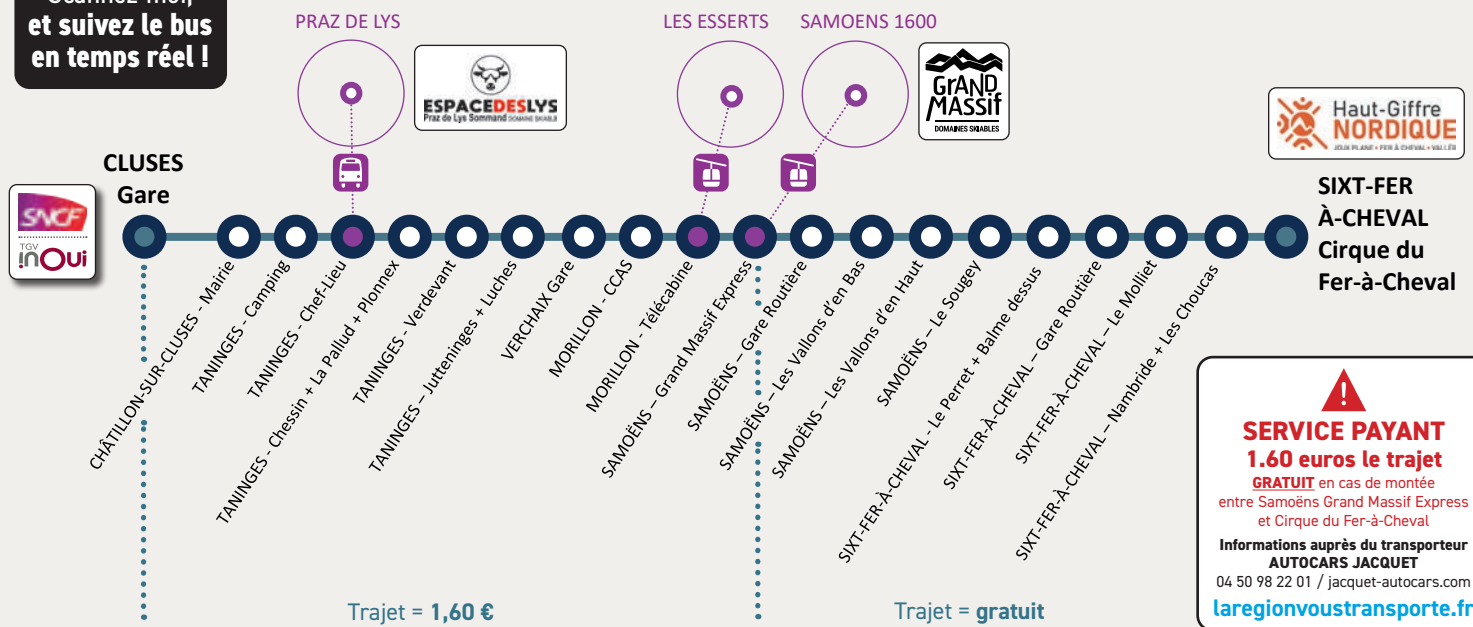 et suivez le bus
en temps réel !
PRAZ DE LYS
LES ESSERTS
SAMOENS 1600
ESPACEDESLYS
Praz de Lys Sommand DOMAINE SKIABLE
GRAND
MASSIF
DOMAINES SKIABLES
Haut-Giffre
NORDIQUE
JOUX PLANE • FER À CHEVAL • VALLÉE
SNCF
TGV
inOui
CLUSES
Gare
SIXT-FER
À-CHEVAL
Cirque du
Fer-à-Cheval
CHÂTILLON-SUR-CLUSES - Mairie
TANINGES - Camping
TANINGES - Chef-Lieu
TANINGES - Chessin + La Pallud + Plonnex
TANINGES - Verdevant
TANINGES – Jutteninges + Luches
VERCHAIX Gare
MORILLON - CCAS
MORILLON - Télécabine
SAMOËNS – Grand Massif Express
SAMOËNS – Gare Routière
SAMOËNS – Les Vallons d'en Bas
SAMOËNS – Les Vallons d'en Haut
SAMOËNS – Le Sougey
SIXT-FER-À-CHEVAL - Le Perret + Balme dessus
SIXT-FER-À-CHEVAL – Gare Routière
SIXT-FER-À-CHEVAL – Le Molliet
SIXT-FER-À-CHEVAL – Nambride + Les Choucas
Trajet = 1,60 €
Trajet = gratuit
SERVICE PAYANT
1.60 euros le trajet
GRATUIT en cas de montée
entre Samoëns Grand Massif Express
et Cirque du Fer-à-Cheval
Informations auprès du transporteur
AUTOCARS JACQUET
04 50 98 22 01 / jacquet-autocars.com
laregionvoustransporte.fr